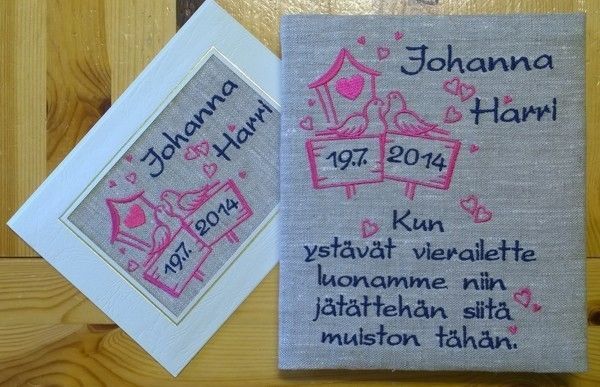 Johanna
Harri
19.7. 2014
Johanna
Harri
19.7. 2014
Kun
ystävät vierailette
luonamme niin
jätättehän siitä
muiston tähän.